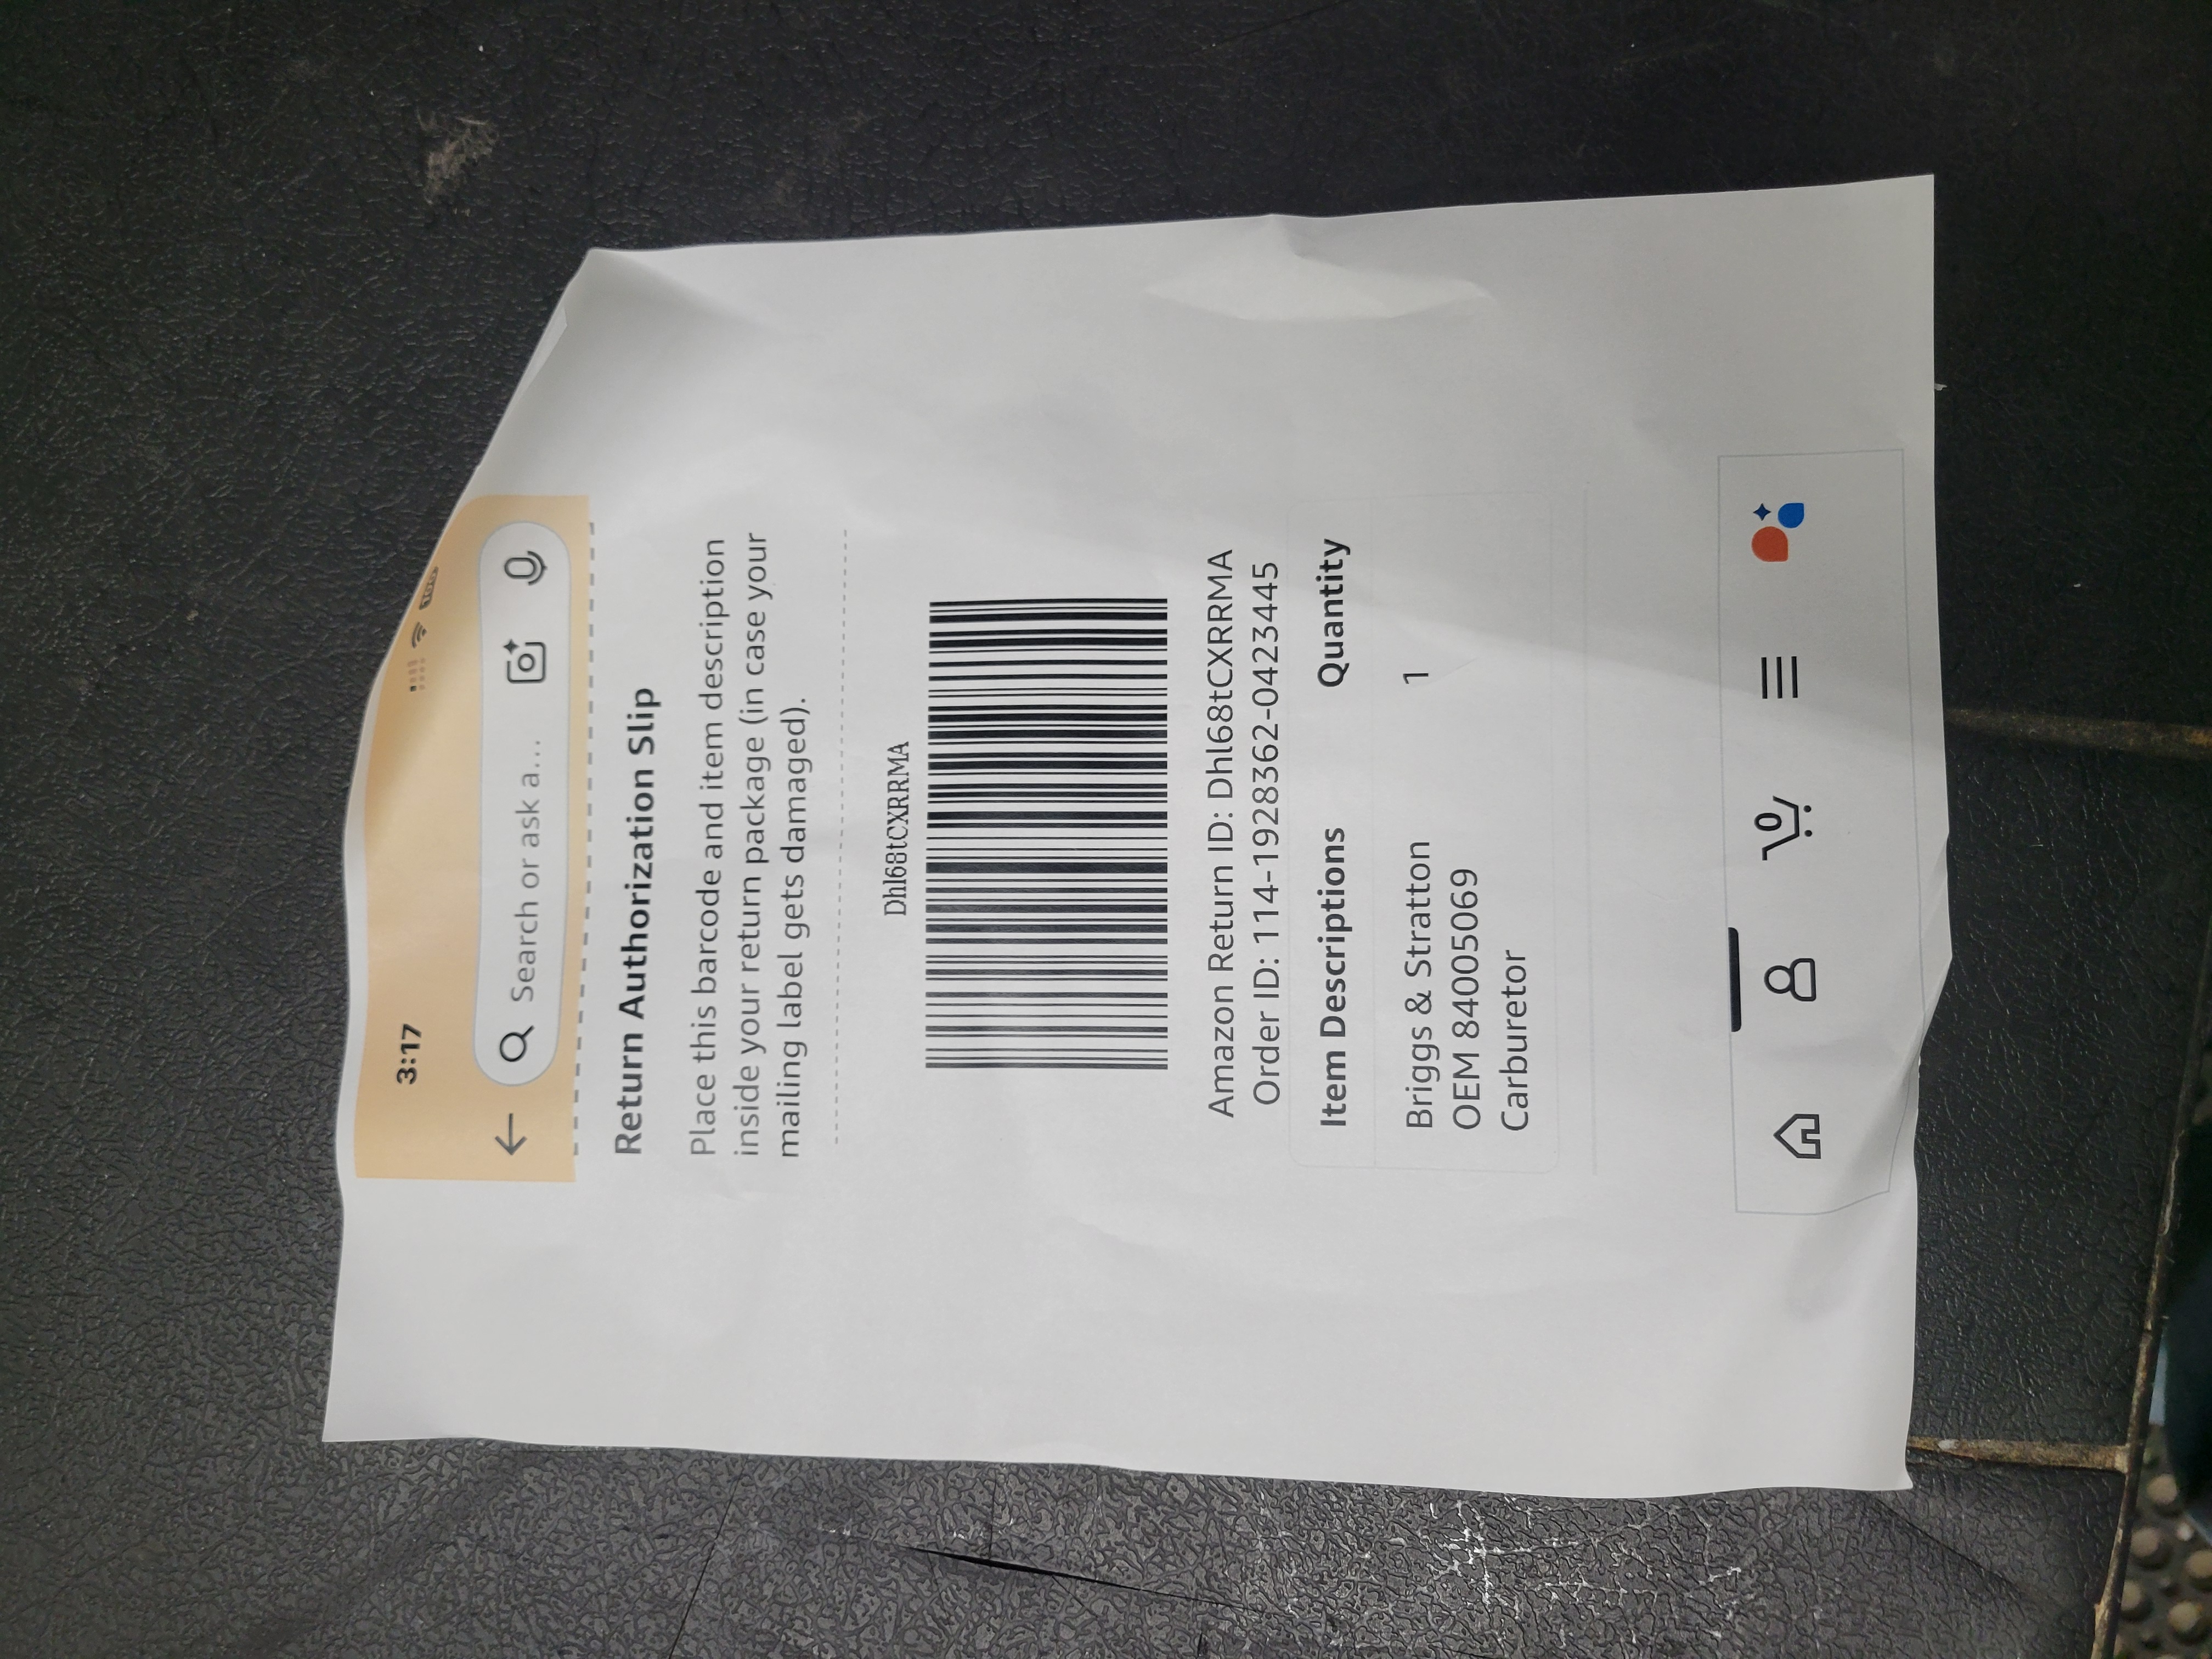 3:17
Search or ask a...
Return Authorization Slip
Place this barcode and item description
inside your return package (in case your
mailing label gets damaged).
Dhl68tCXRRMA
Amazon Return ID: Dhl68tCXRRMA
Order ID: 114-1928362-0423445
Item Descriptions Quantity
Briggs & Stratton 1
OEM 84005069
Carburetor
0